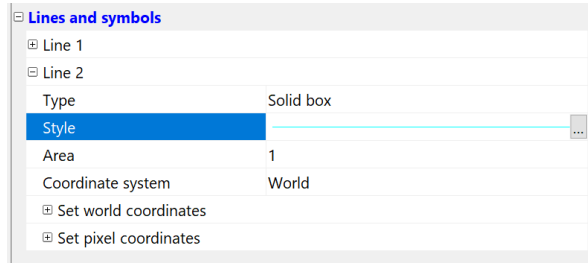 Lines and symbols
Line 1
Line 2
Type Solid box
Style ...
Area 1
Coordinate system World
Set world coordinates
Set pixel coordinates